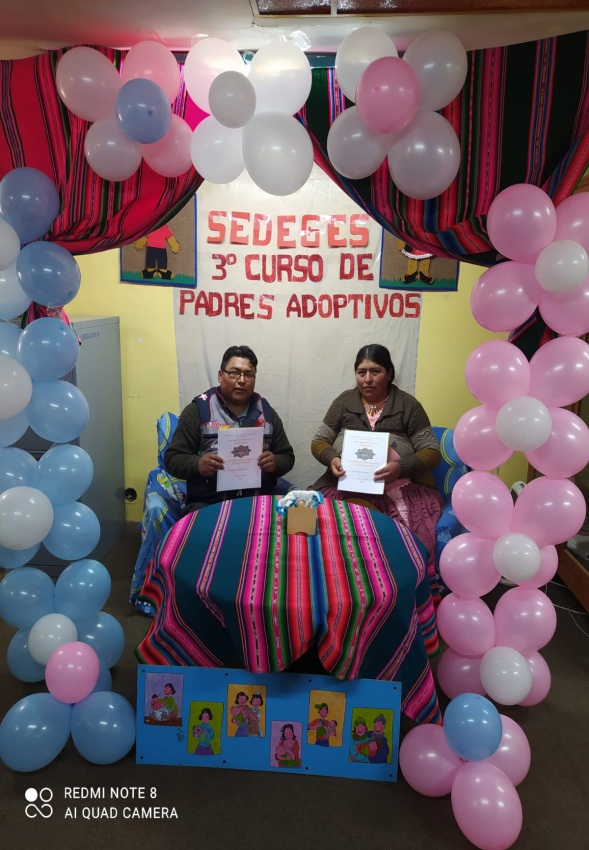 SEDEGES
3º CURSO DE
PADRES ADOPTIVOS
REDMI NOTE 8
AI QUAD CAMERA